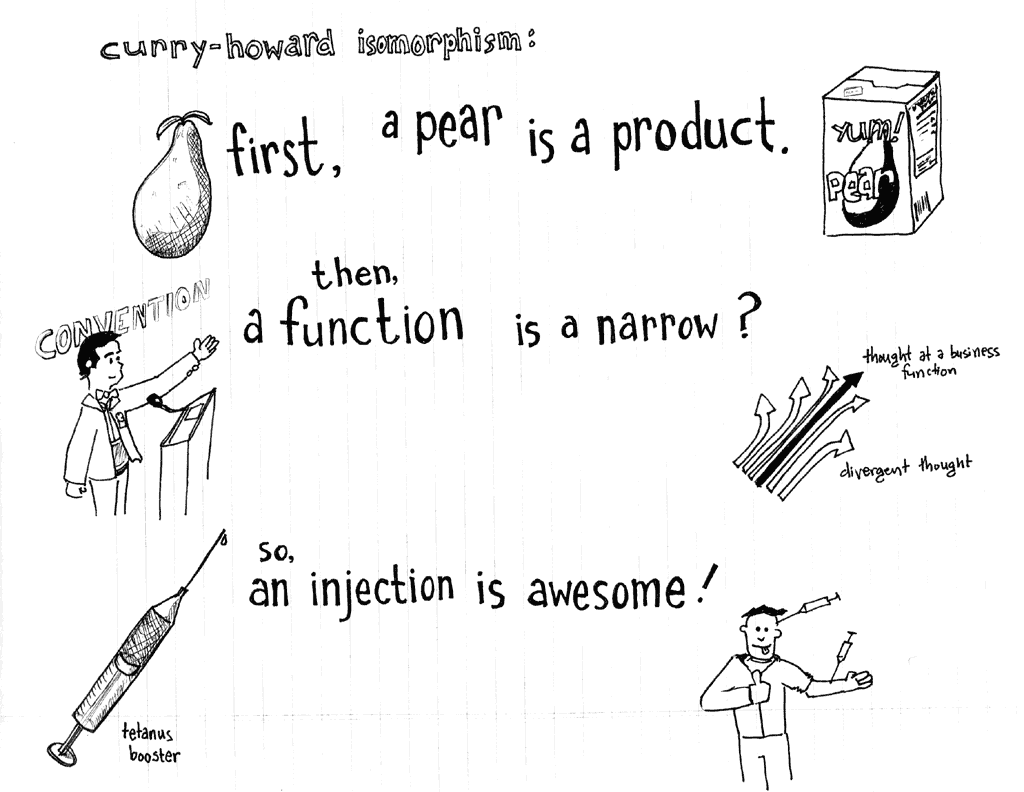 curry-howard isomorphism:
first, a pear is a product.
yum!
pear
then,
CONVENTION
a function is a narrow?
thought at a business
function
divergent thought
so,
an injection is awesome!
tetanus
booster